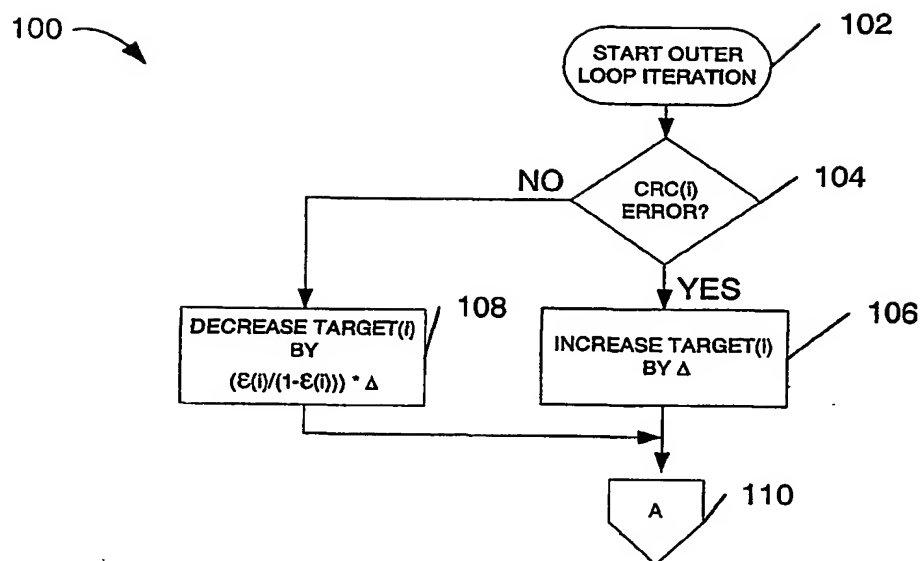 100
102
START OUTER
LOOP ITERATION
NO
CRC(i)
ERROR?
104
YES
108
106
DECREASE TARGET(i)
BY
(ε(i)/(1-ε(i))) * Δ
INCREASE TARGET(i)
BY Δ
A
110